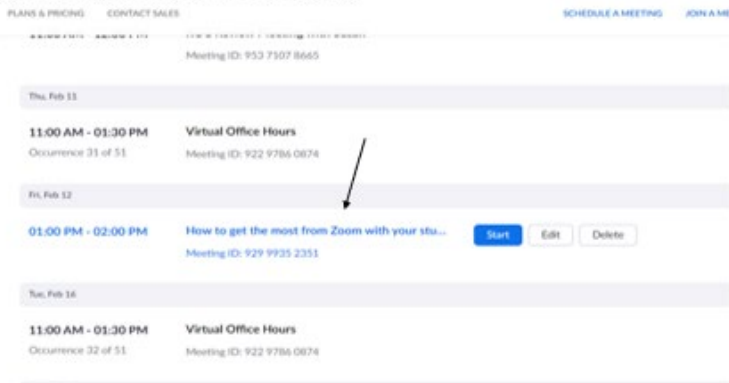 PLANS & PRICING CONTACT SALES SCHEDULE A MEETING JOIN A ME
Meeting ID: 953 7107 8665
Thu, Feb 11
11:00 AM - 01:30 PM Virtual Office Hours
Occurrence 31 of 51 Meeting ID: 922 9786 0874
Fri, Feb 12
01:00 PM - 02:00 PM How to get the most from Zoom with your stu... Start Edit Delete
Meeting ID: 929 9935 2351
Tue, Feb 16
11:00 AM - 01:30 PM Virtual Office Hours
Occurrence 32 of 51 Meeting ID: 922 9786 0874